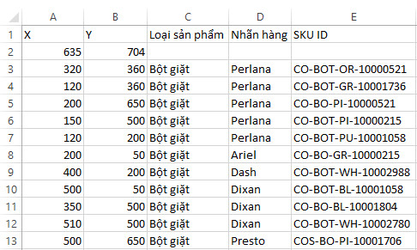 A B C D E
1 X Y Loại sản phẩm Nhãn hàng SKU ID
2 635 704
3 320 360 Bột giặt Perlana CO-BOT-OR-10000521
4 120 360 Bột giặt Perlana CO-BOT-GR-10001736
5 200 650 Bột giặt Perlana CO-BO-PI-10000521
6 150 500 Bột giặt Perlana CO-BOT-PI-10001706
7 120 200 Bột giặt Perlana CO-BOT-PU-10001058
8 200 50 Bột giặt Ariel CO-BO-GR-10000215
9 400 200 Bột giặt Dash CO-BOT-WH-10002988
10 500 50 Bột giặt Dixan CO-BOT-BL-10001058
11 350 500 Bột giặt Dixan CO-BO-BL-10001804
12 510 500 Bột giặt Dixan CO-BOT-WH-10002780
13 500 650 Bột giặt Presto COS-BO-PI-10001706